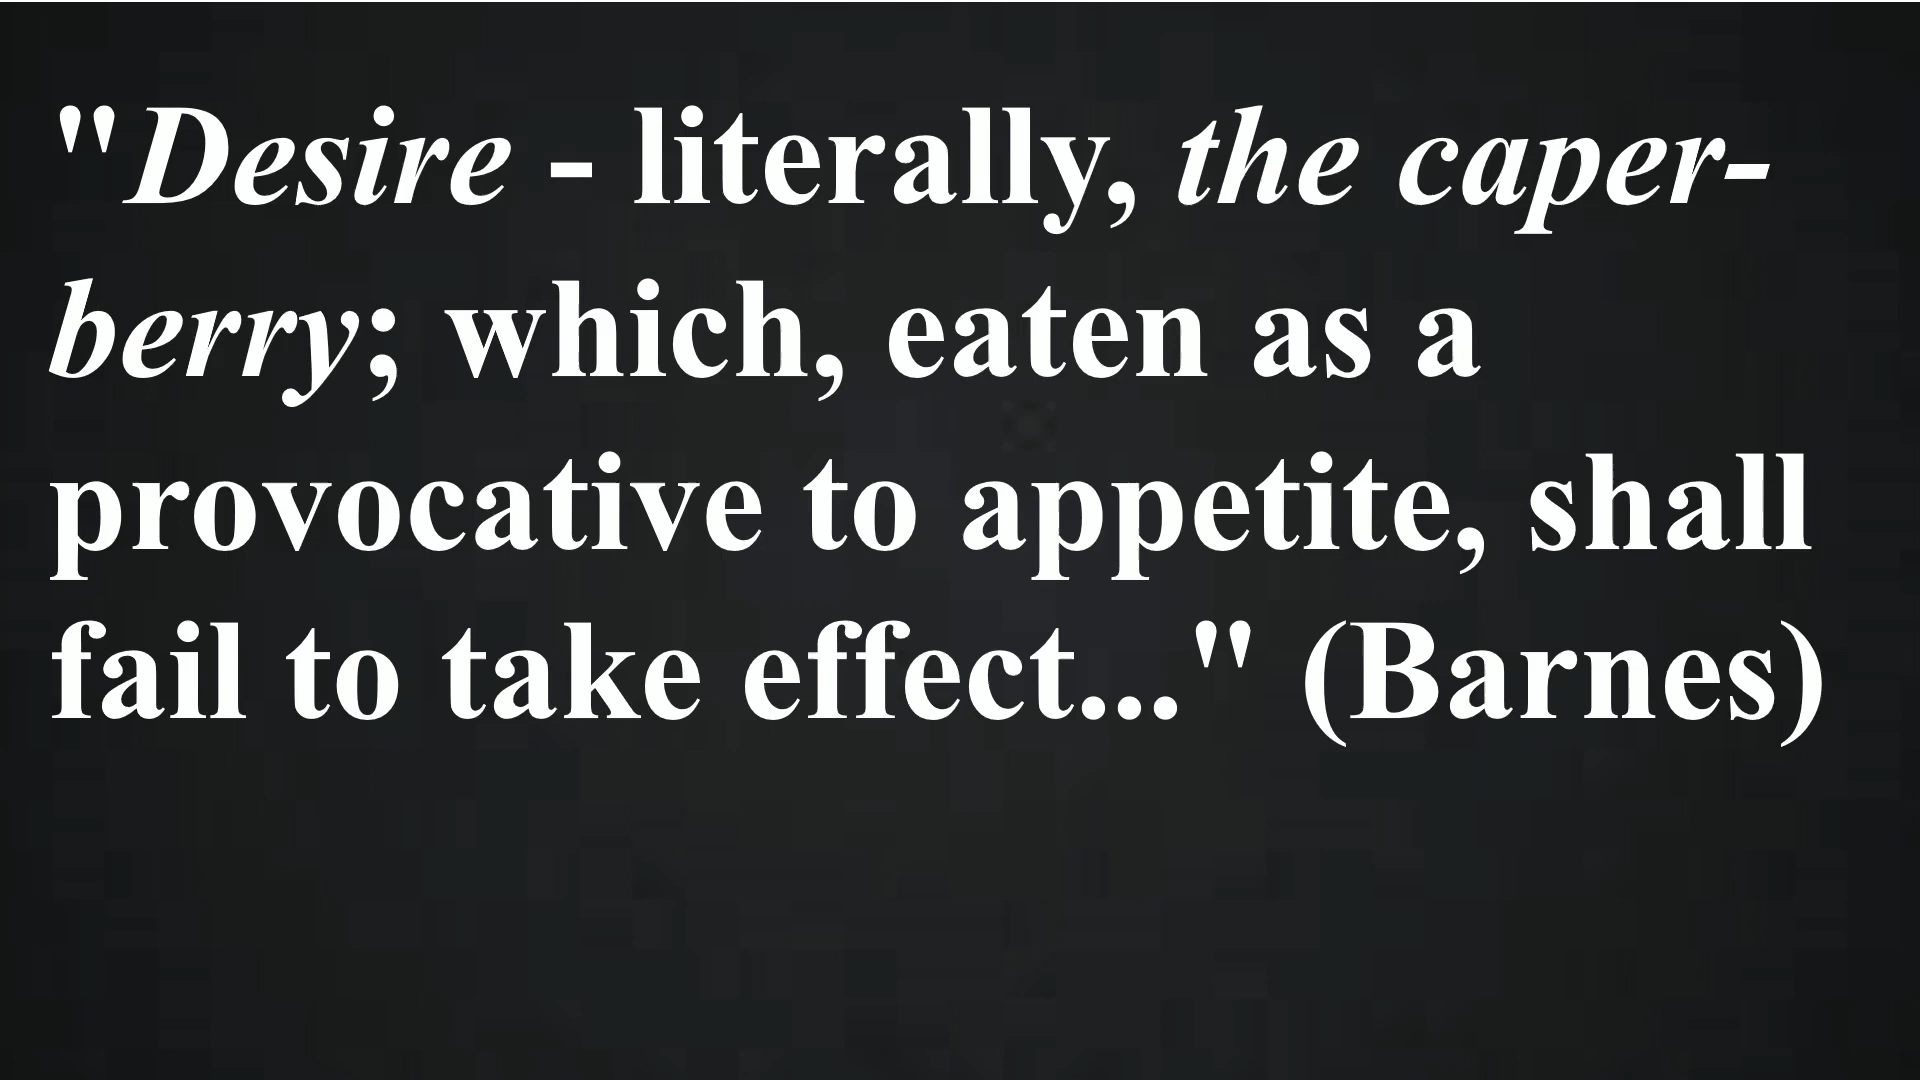 "Desire - literally, the caper-
berry; which, eaten as a
provocative to appetite, shall
fail to take effect..." (Barnes)